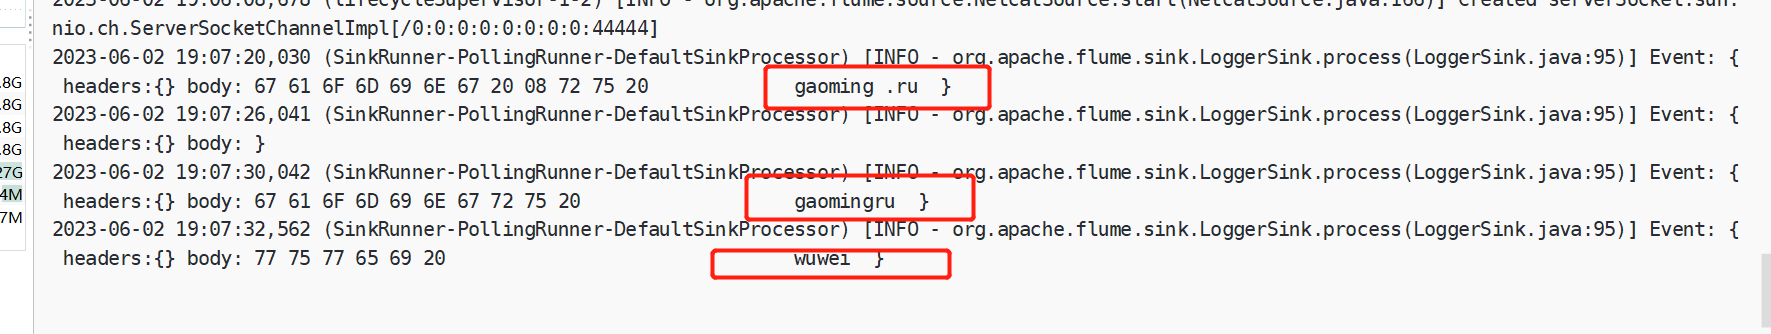 2023-06-02 19:06:08,678 (lifecycleSupervisor-1-2) [INFO - org.apache.flume.source.NetcatSource.start(NetcatSource.java:166)] Created serverSocket:sun.
nio.ch.ServerSocketChannelImpl[/0:0:0:0:0:0:0:0:44444]
2023-06-02 19:07:20,030 (SinkRunner-PollingRunner-DefaultSinkProcessor) [INFO - org.apache.flume.sink.LoggerSink.process(LoggerSink.java:95)] Event: {
headers:{} body: 67 61 6F 6D 69 6E 67 20 08 72 75 20 gaoming .ru }
2023-06-02 19:07:26,041 (SinkRunner-PollingRunner-DefaultSinkProcessor) [INFO - org.apache.flume.sink.LoggerSink.process(LoggerSink.java:95)] Event: {
headers:{} body: }
2023-06-02 19:07:30,042 (SinkRunner-PollingRunner-DefaultSinkProcessor) [INFO - org.apache.flume.sink.LoggerSink.process(LoggerSink.java:95)] Event: {
headers:{} body: 67 61 6F 6D 69 6E 67 72 75 20 gaomingru }
2023-06-02 19:07:32,562 (SinkRunner-PollingRunner-DefaultSinkProcessor) [INFO - org.apache.flume.sink.LoggerSink.process(LoggerSink.java:95)] Event: {
headers:{} body: 77 75 77 65 69 20 wuwei }
.8G
.8G
.8G
.8G
27G
4M
7M